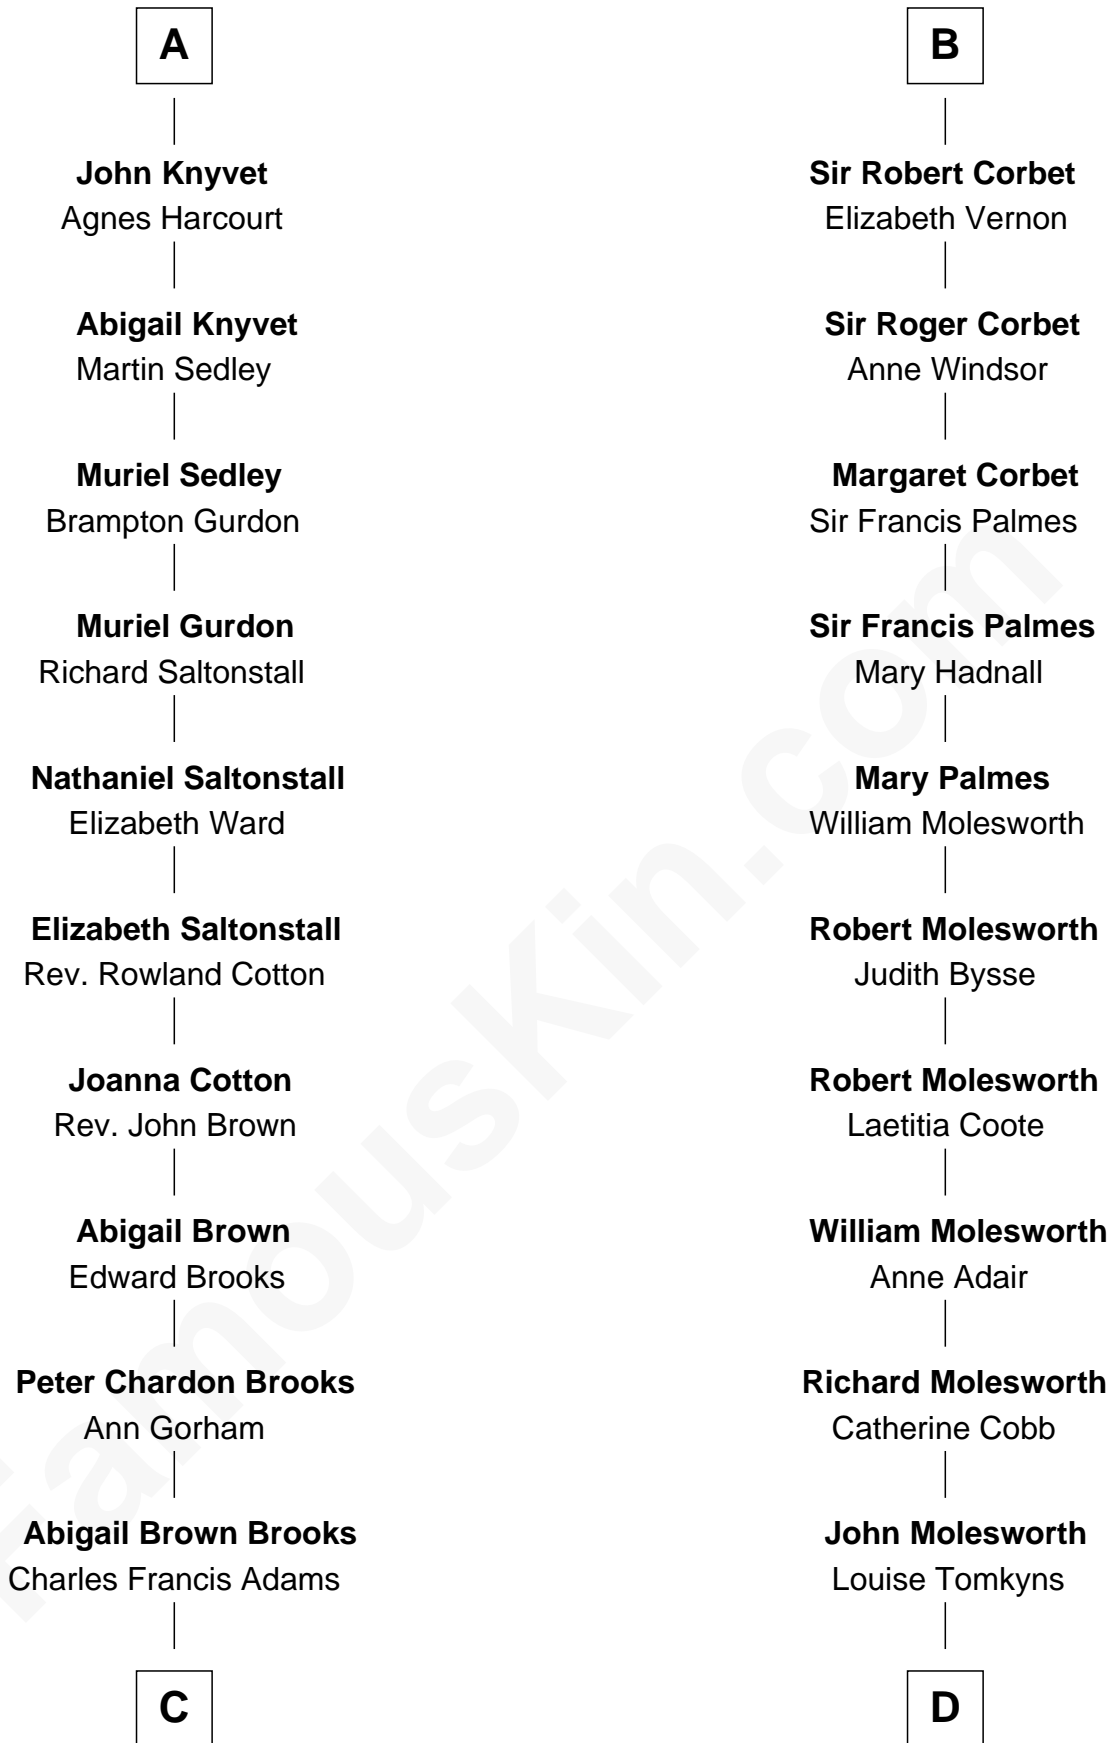 A
John Knyvet
Agnes Harcourt
Abigail Knyvet
Martin Sedley
Muriel Sedley
Brampton Gurdon
Muriel Gurdon
Richard Saltonstall
Nathaniel Saltonstall
Elizabeth Ward
Elizabeth Saltonstall
Rev. Rowland Cotton
Joanna Cotton
Rev. John Brown
Abigail Brown
Edward Brooks
Peter Chardon Brooks
Ann Gorham
Abigail Brown Brooks
Charles Francis Adams
C
B
Sir Robert Corbet
Elizabeth Vernon
Sir Roger Corbet
Anne Windsor
Margaret Corbet
Sir Francis Palmes
Sir Francis Palmes
Mary Hadnall
Mary Palmes
William Molesworth
Robert Molesworth
Judith Bysse
Robert Molesworth
Laetitia Coote
William Molesworth
Anne Adair
Richard Molesworth
Catherine Cobb
John Molesworth
Louise Tomkyns
D
FamousKin.com